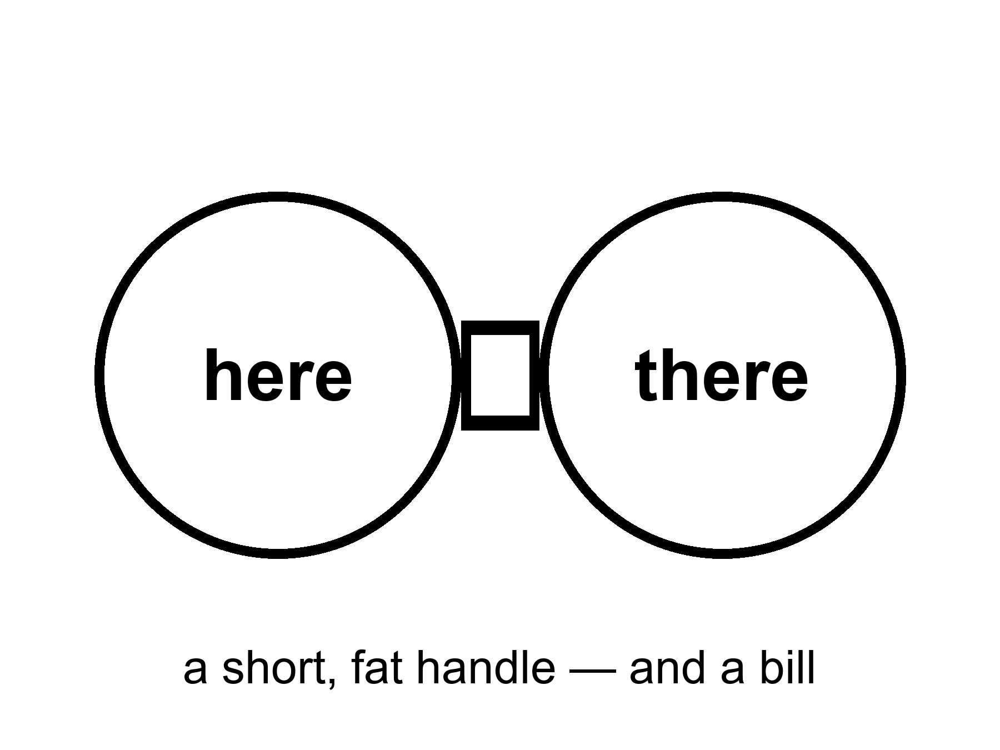 here there
a short, fat handle — and a bill